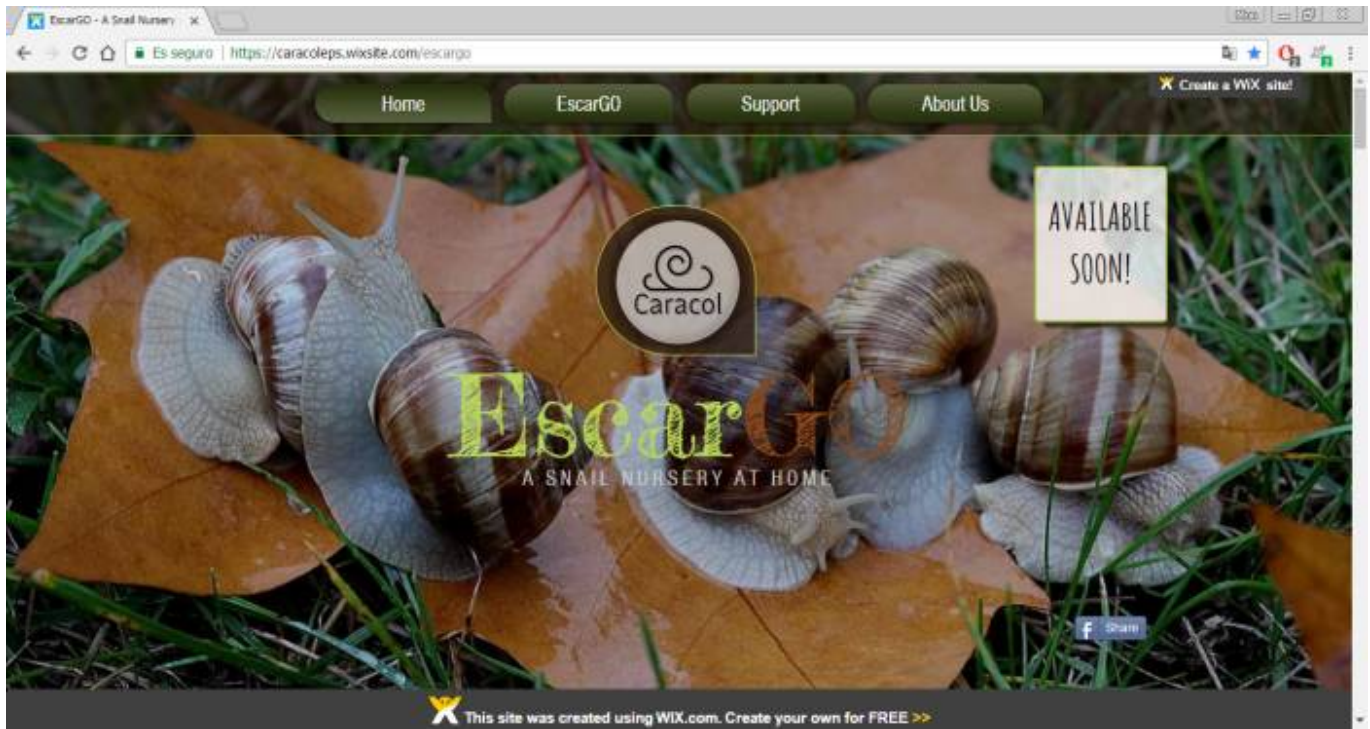 EscarGO - A Snail Nursery
Es seguro | https://caracoleps.wixsite.com/escargo
Create a WiX site!
Home
EscarGO
Support
About Us
AVAILABLE
SOON!
Caracol
EscarGO
A SNAIL NURSERY AT HOME
f Share
This site was created using WIX.com. Create your own for FREE >>